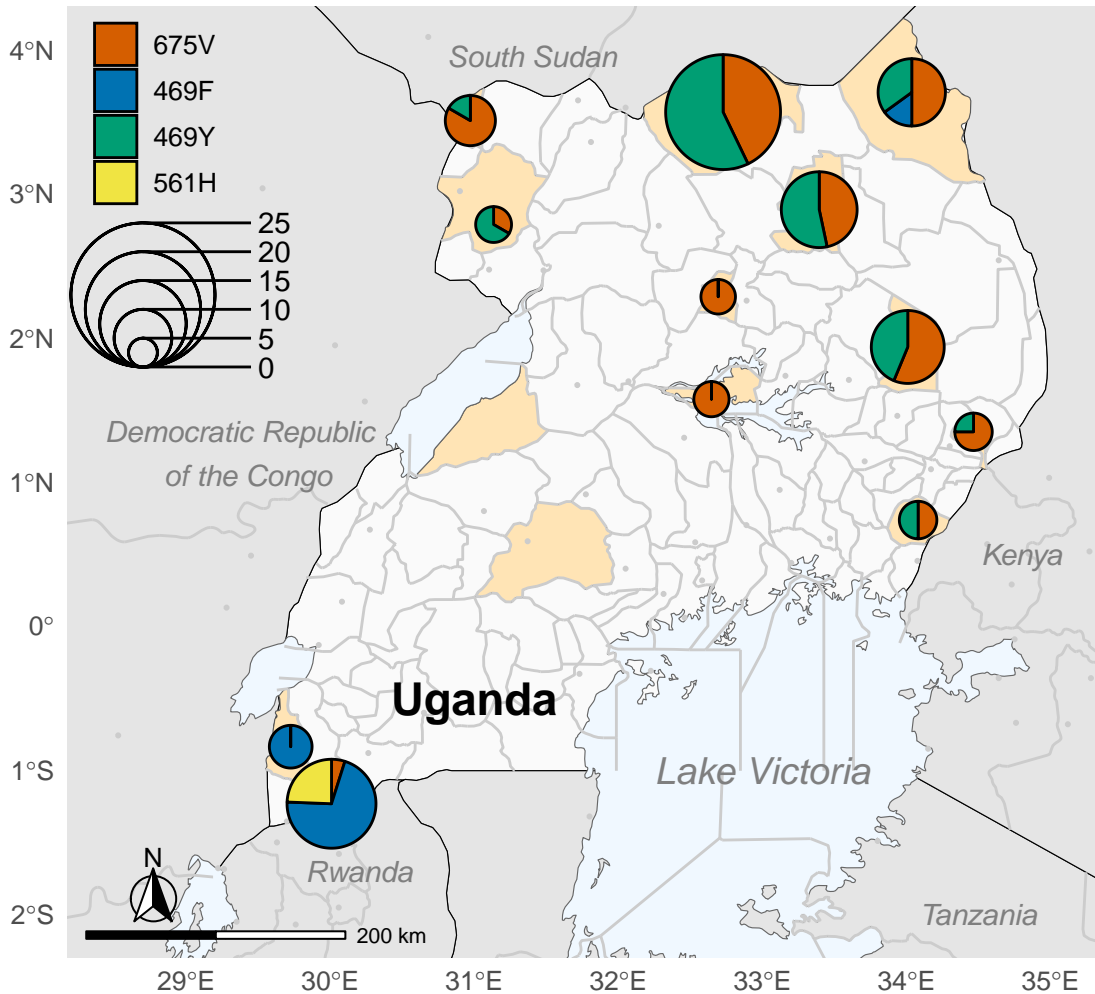 4°N
3°N
2°N
1°N
0°
1°S
2°S
675V
469F
469Y
561H
25
20
15
10
5
0
South Sudan
Democratic Republic
of the Congo
Kenya
Uganda
Lake Victoria
Rwanda
Tanzania
N
200 km
29°E
30°E
31°E
32°E
33°E
34°E
35°E